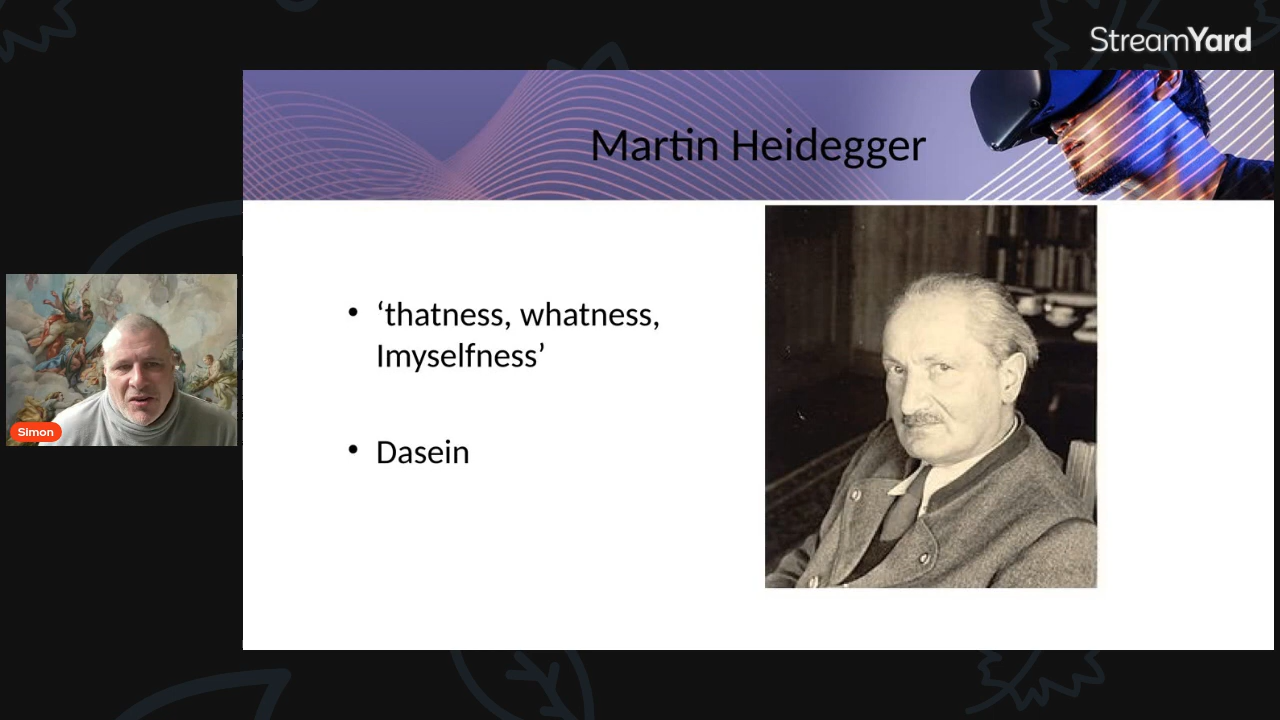 StreamYard
Martin Heidegger
• ‘thatness, whatness,
Imyselfness’
• Dasein
Simon